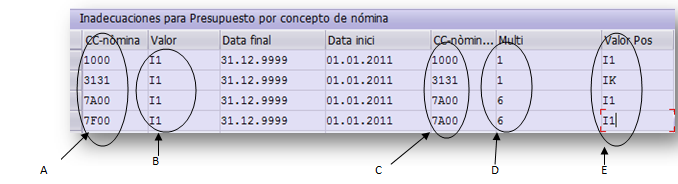 Inadecuaciones para Presupuesto por concepto de nómina
CC-nòmina Valor Data final Data inici CC-nòmin... Multi Valor Pos
1000 I1 31.12.9999 01.01.2011 1000 1 I1
3131 I1 31.12.9999 01.01.2011 3131 1 IK
7A00 I1 31.12.9999 01.01.2011 7A00 6 I1
7F00 I1 31.12.9999 01.01.2011 7A00 6 I1
A B C D E